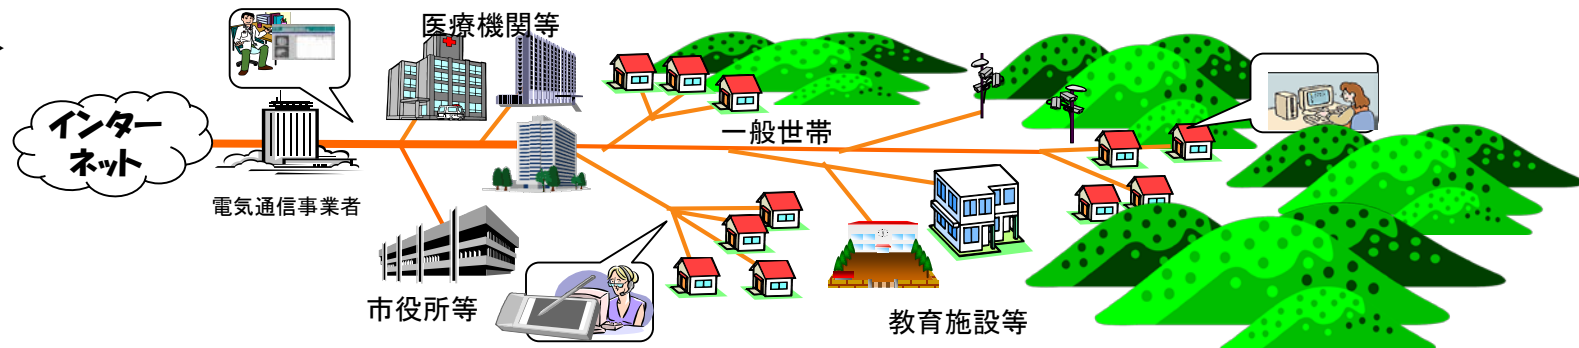 医療機関等
インター
ネット
一般世帯
電気通信事業者
市役所等
教育施設等